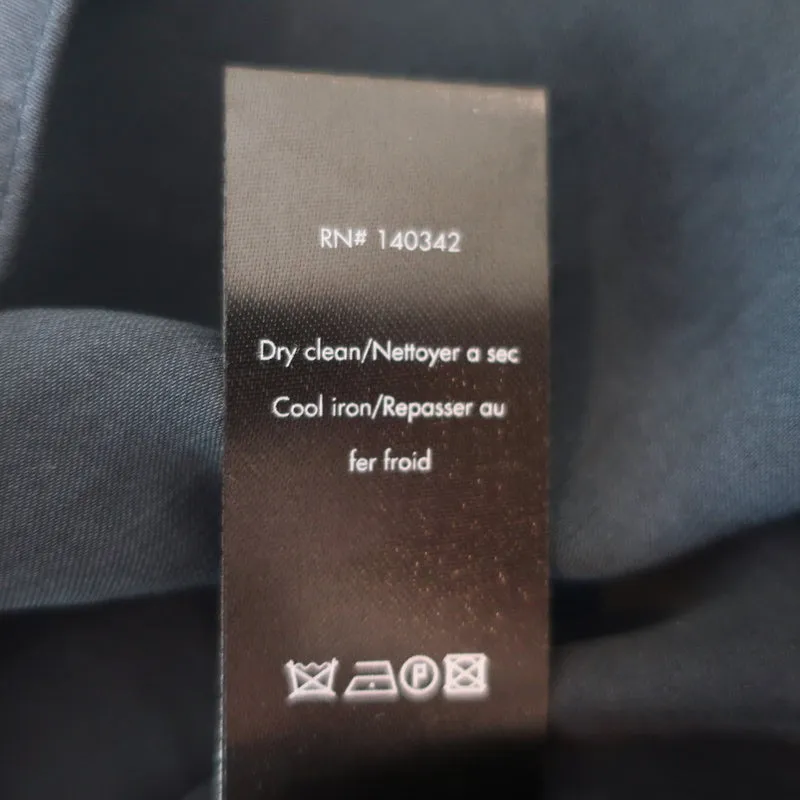 RN# 140342
Dry clean/Nettoyer a sec
Cool iron/Repasser au
fer froid
P